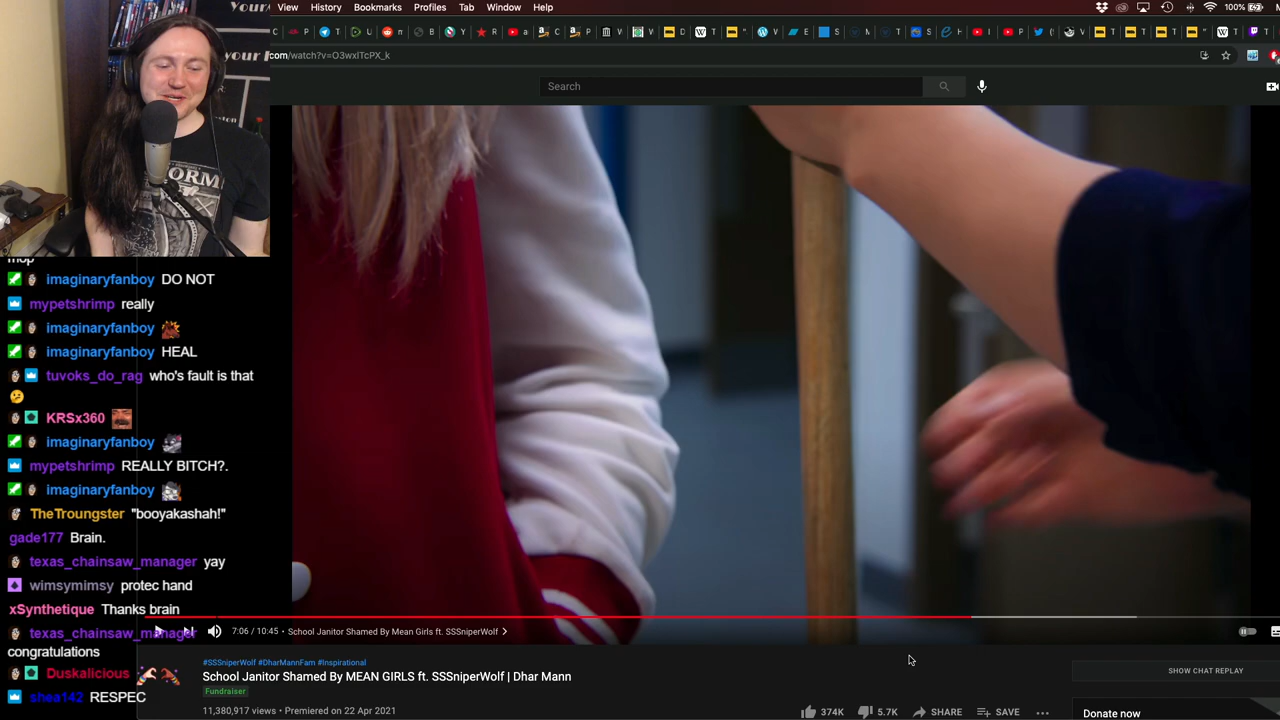 View History Bookmarks Profiles Tab Window Help 100%
com/watch?v=O3wxlTcPX_k
Search
mop
imaginaryfanboy DO NOT
mypetshrimp really
imaginaryfanboy
imaginaryfanboy HEAL
tuvoks_do_rag who's fault is that
KRSx360
imaginaryfanboy
mypetshrimp REALLY BITCH?.
imaginaryfanboy
TheTroungster "booyakashah!"
gade177 Brain.
texas_chainsaw_manager yay
wimsymimsy protec hand
xSynthetique Thanks brain
texas_chainsaw_manager
congratulations
Duskalicious
shea142 RESPEC
7:06 / 10:45 • School Janitor Shamed By Mean Girls ft. SSSniperWolf
#SSSniperWolf #DharMannFam #Inspirational
School Janitor Shamed By MEAN GIRLS ft. SSSniperWolf | Dhar Mann
Fundraiser
11,380,917 views • Premiered on 22 Apr 2021
374K 5.7K SHARE SAVE
SHOW CHAT REPLAY
Donate now